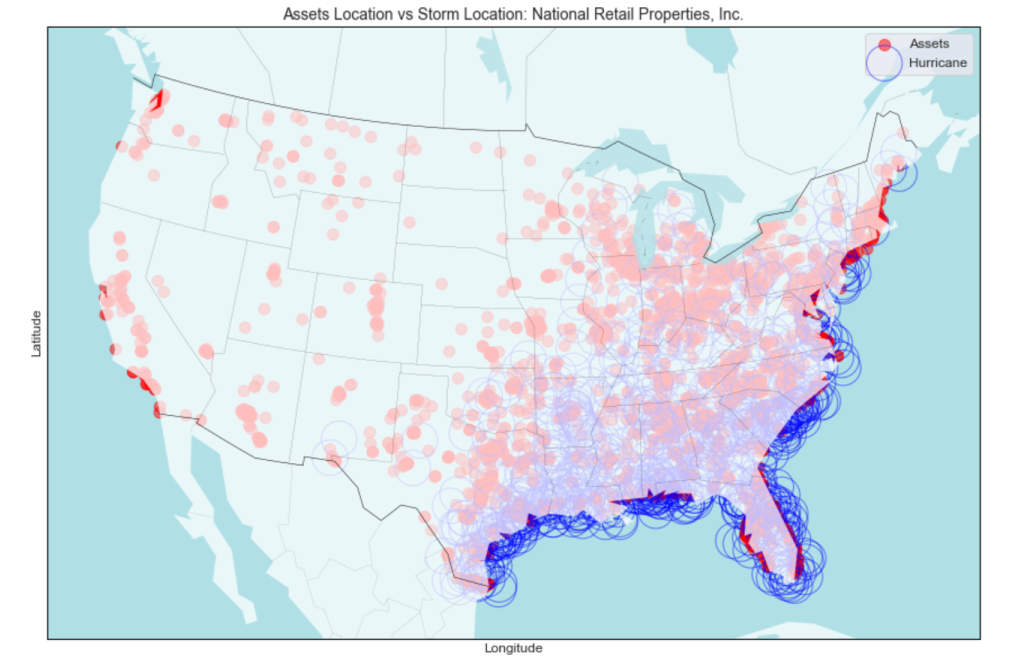 Assets Location vs Storm Location: National Retail Properties, Inc.
Assets
Hurricane
Latitude
Longitude